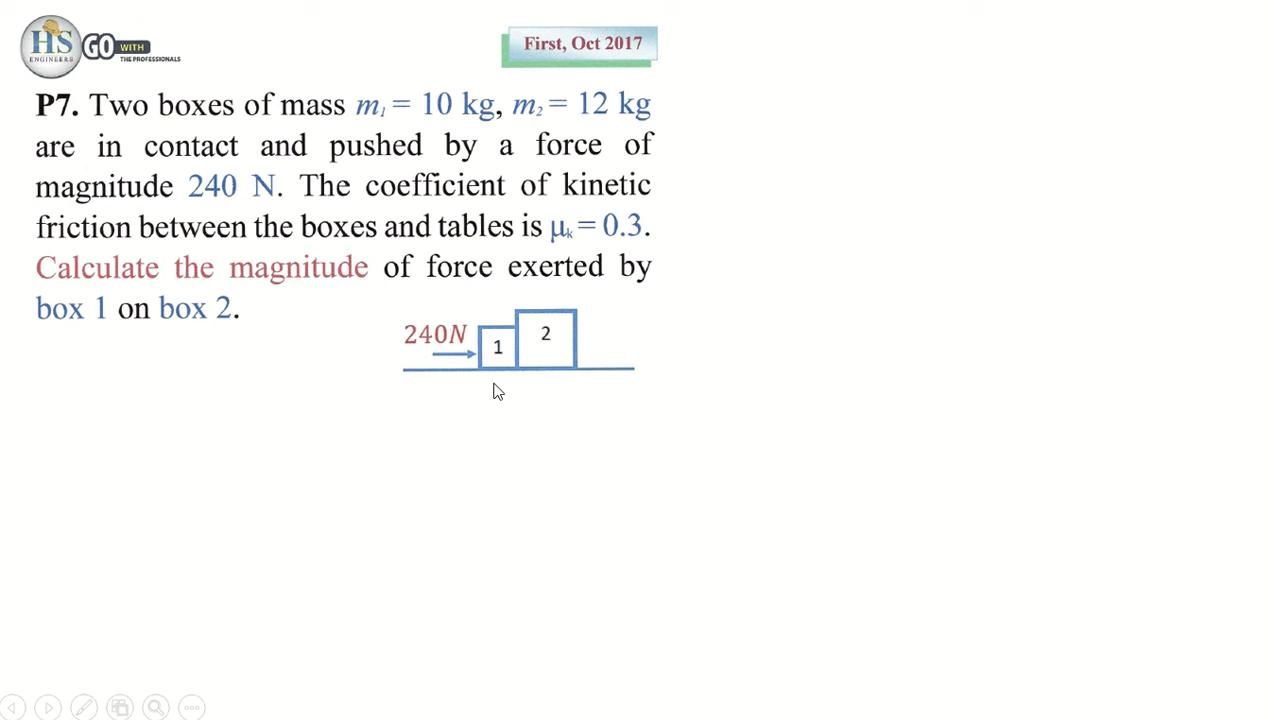 HS
ENGINEERS
GO WITH
THE PROFESSIONALS
First, Oct 2017
P7. Two boxes of mass m₁ = 10 kg, m₂ = 12 kg
are in contact and pushed by a force of
magnitude 240 N. The coefficient of kinetic
friction between the boxes and tables is μₖ = 0.3.
Calculate the magnitude of force exerted by
box 1 on box 2.
240N
1
2